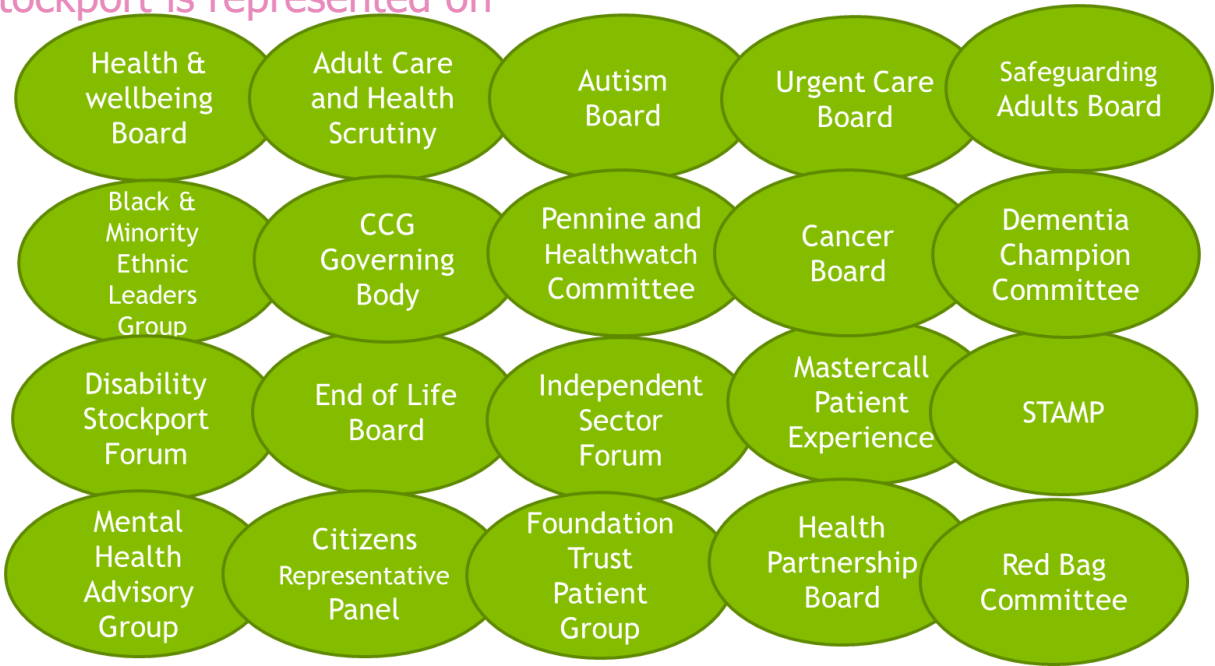 tockport is represented on
Health &
wellbeing
Board
Adult Care
and Health
Scrutiny
Autism
Board
Urgent Care
Board
Safeguarding
Adults Board
Black &
Minority
Ethnic
Leaders
Group
CCG
Governing
Body
Pennine and
Healthwatch
Committee
Cancer
Board
Dementia
Champion
Committee
Disability
Stockport
Forum
End of Life
Board
Independent
Sector
Forum
Mastercall
Patient
Experience
STAMP
Mental
Health
Advisory
Group
Citizens
Representative
Panel
Foundation
Trust
Patient
Group
Health
Partnership
Board
Red Bag
Committee